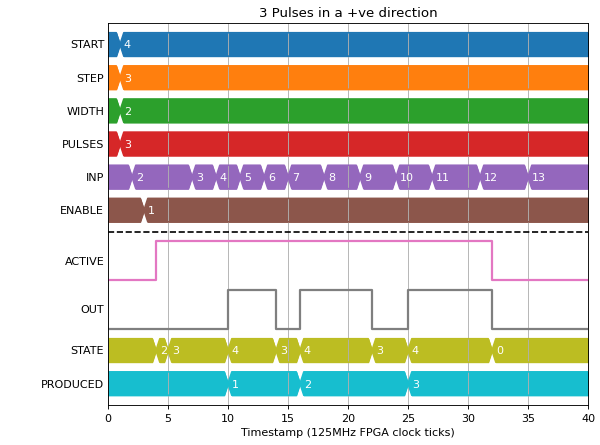 3 Pulses in a +ve direction
START 4
STEP 3
WIDTH 2
PULSES 3
INP 2 3 4 5 6 7 8 9 10 11 12 13
ENABLE 1
ACTIVE
OUT
STATE 2 3 4 3 4 3 4 0
PRODUCED 1 2 3
0 5 10 15 20 25 30 35 40
Timestamp (125MHz FPGA clock ticks)